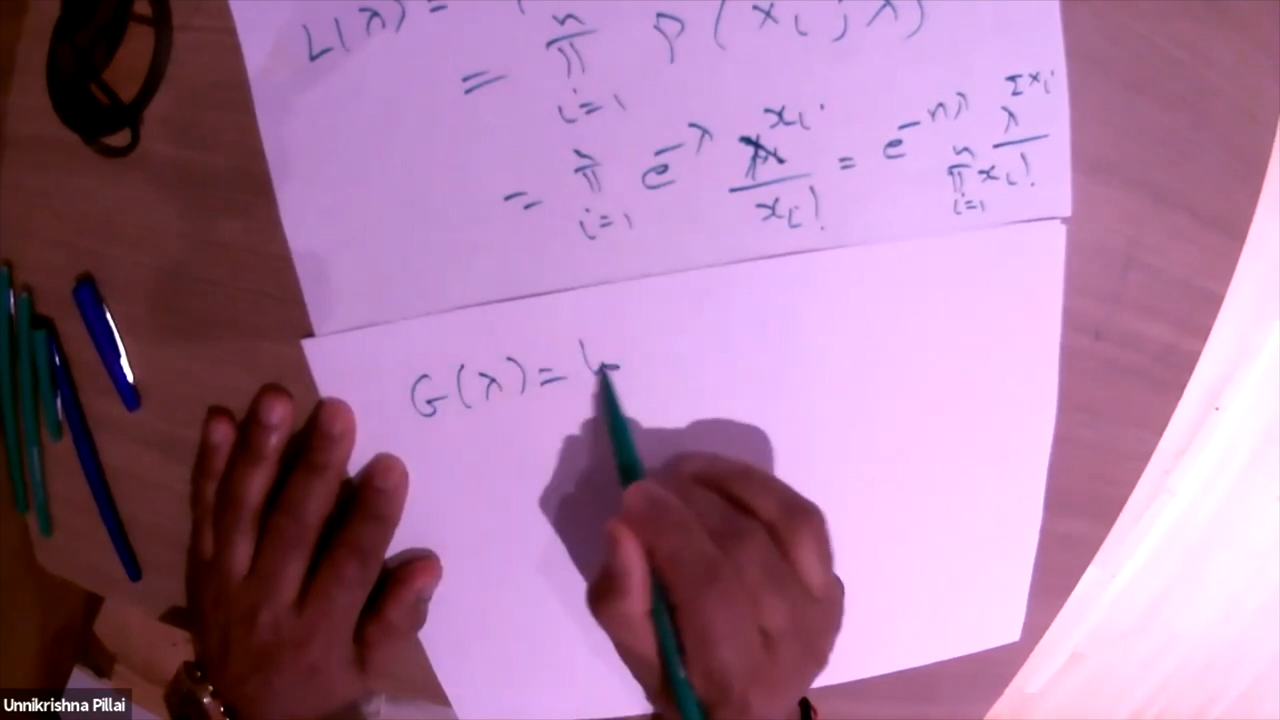 L(λ) =
= n π i=1 P(xi; λ)
= n π i=1 e^-λ λ^xi / xi! = e^-nλ λ^Σxi / n π i=1 xi!
G(λ) = l
Unnikrishna Pillai